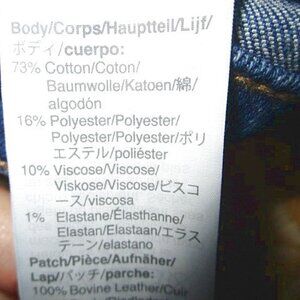 Body/Corps/Hauptteil/Lijf/
ボディ/cuerpo:
73% Cotton/Coton/
Baumwolle/Katoen/綿/
algodón
16% Polyester/Polyester/
Polyester/Polyester/ポリ
エステル/poliéster
10% Viscose/Viscose/
Viskose/Viscose/ビスコ
ース/viscosa
1% Elastane/Élasthanne/
Elastan/Elastaan/エラス
テーン/elastano
Patch/Pièce/Aufnäher/
Lap/パッチ/parche:
100% Bovine Leather/Cuir